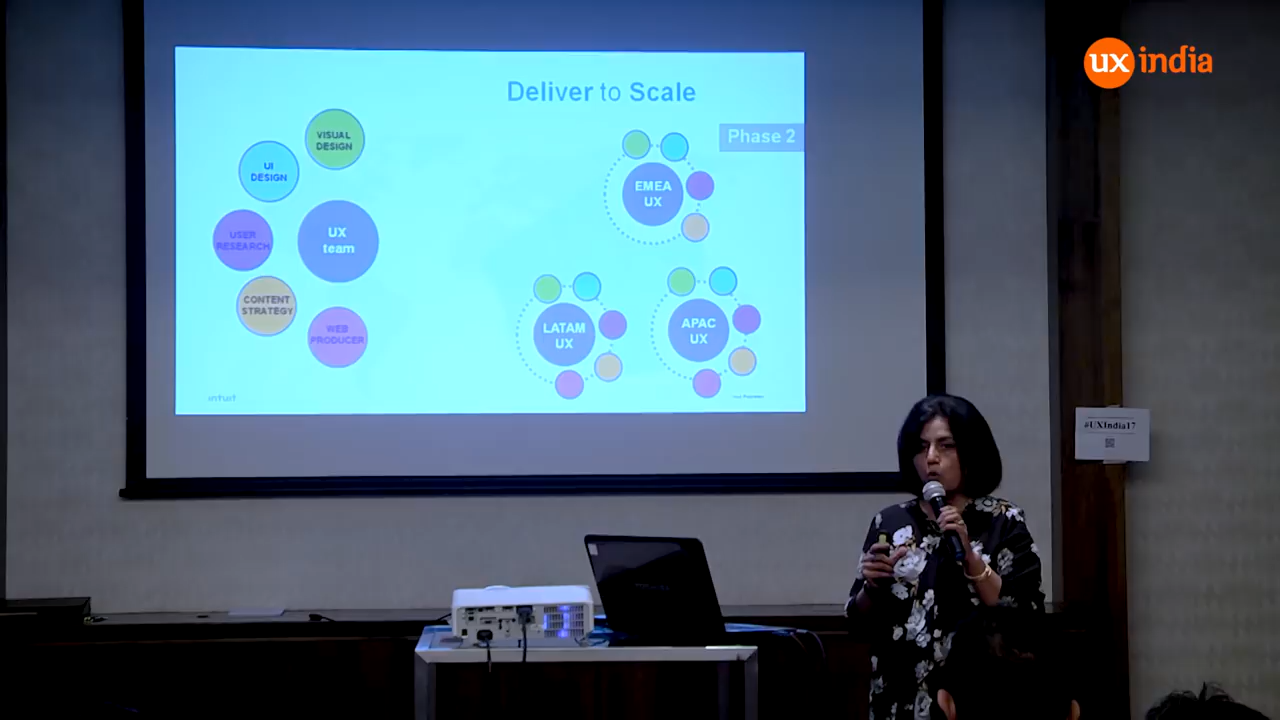 ux india
Deliver to Scale
Phase 2
VISUAL
DESIGN
UI
DESIGN
USER
RESEARCH
UX
team
CONTENT
STRATEGY
WEB
PRODUCER
EMEA
UX
LATAM
UX
APAC
UX
intuit
#UXIndia17